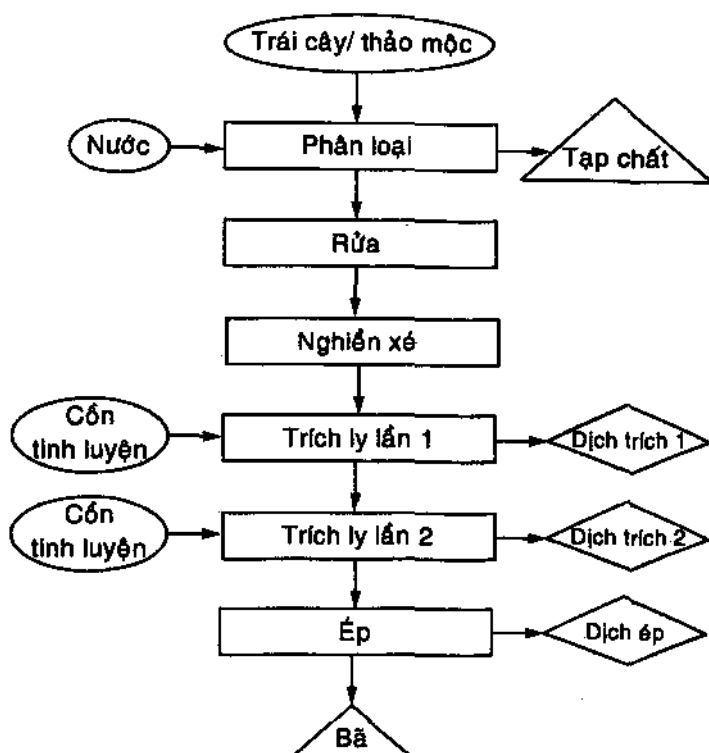 Trái cây/ thảo mộc
Nước
Phân loại
Tạp chất
Rửa
Nghiền xé
Cồn
tinh luyện
Trích ly lần 1
Dịch trích 1
Cồn
tinh luyện
Trích ly lần 2
Dịch trích 2
Ép
Dịch ép
Bã